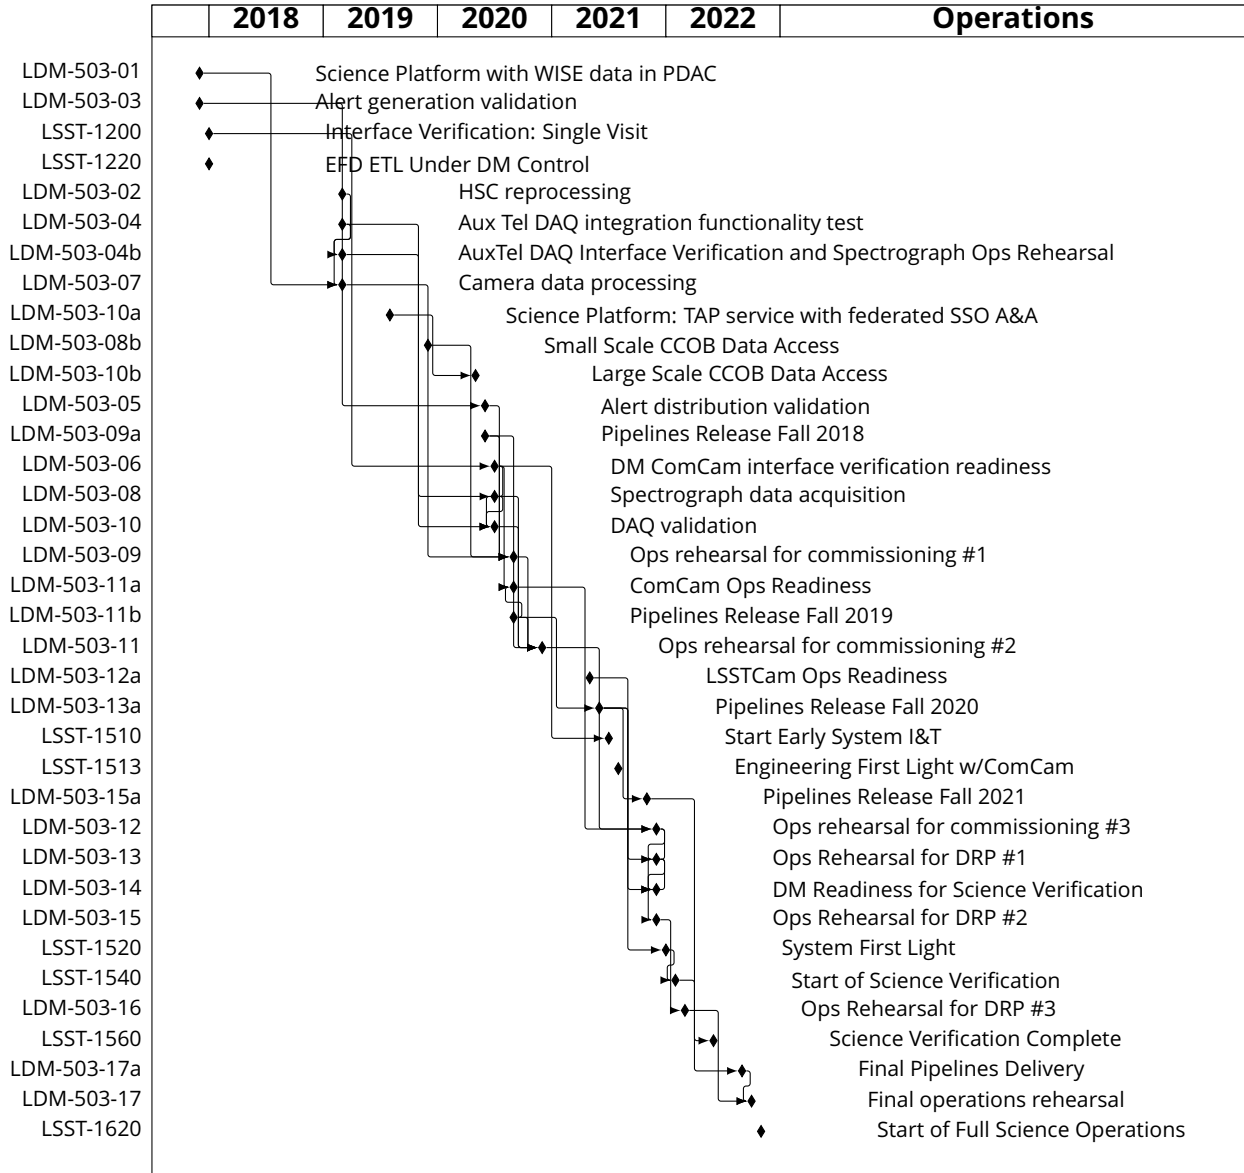 2018 2019 2020 2021 2022 Operations
LDM-503-01 Science Platform with WISE data in PDAC
LDM-503-03 Alert generation validation
LSST-1200 Interface Verification: Single Visit
LSST-1220 EFD ETL Under DM Control
LDM-503-02 HSC reprocessing
LDM-503-04 Aux Tel DAQ integration functionality test
LDM-503-04b AuxTel DAQ Interface Verification and Spectrograph Ops Rehearsal
LDM-503-07 Camera data processing
LDM-503-10a Science Platform: TAP service with federated SSO A&A
LDM-503-08b Small Scale CCOB Data Access
LDM-503-10b Large Scale CCOB Data Access
LDM-503-05 Alert distribution validation
LDM-503-09a Pipelines Release Fall 2018
LDM-503-06 DM ComCam interface verification readiness
LDM-503-08 Spectrograph data acquisition
LDM-503-10 DAQ validation
LDM-503-09 Ops rehearsal for commissioning #1
LDM-503-11a ComCam Ops Readiness
LDM-503-11b Pipelines Release Fall 2019
LDM-503-11 Ops rehearsal for commissioning #2
LDM-503-12a LSSTCam Ops Readiness
LDM-503-13a Pipelines Release Fall 2020
LSST-1510 Start Early System I&T
LSST-1513 Engineering First Light w/ComCam
LDM-503-15a Pipelines Release Fall 2021
LDM-503-12 Ops rehearsal for commissioning #3
LDM-503-13 Ops Rehearsal for DRP #1
LDM-503-14 DM Readiness for Science Verification
LDM-503-15 Ops Rehearsal for DRP #2
LSST-1520 System First Light
LSST-1540 Start of Science Verification
LDM-503-16 Ops Rehearsal for DRP #3
LSST-1560 Science Verification Complete
LDM-503-17a Final Pipelines Delivery
LDM-503-17 Final operations rehearsal
LSST-1620 Start of Full Science Operations